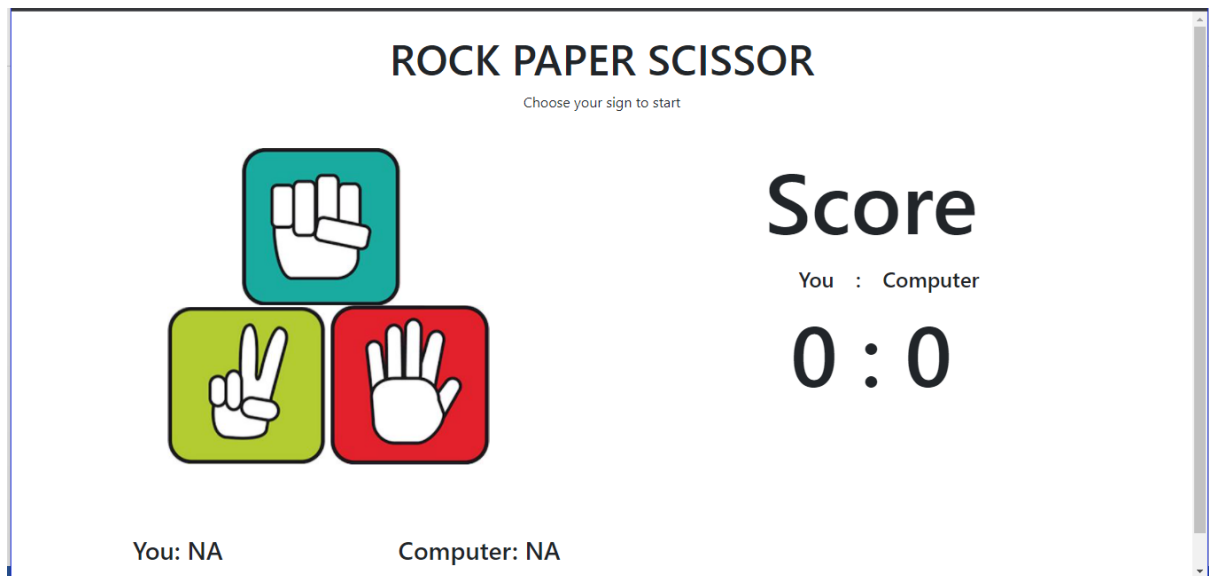 ROCK PAPER SCISSOR
Choose your sign to start
Score
You : Computer
0 : 0
You: NA
Computer: NA